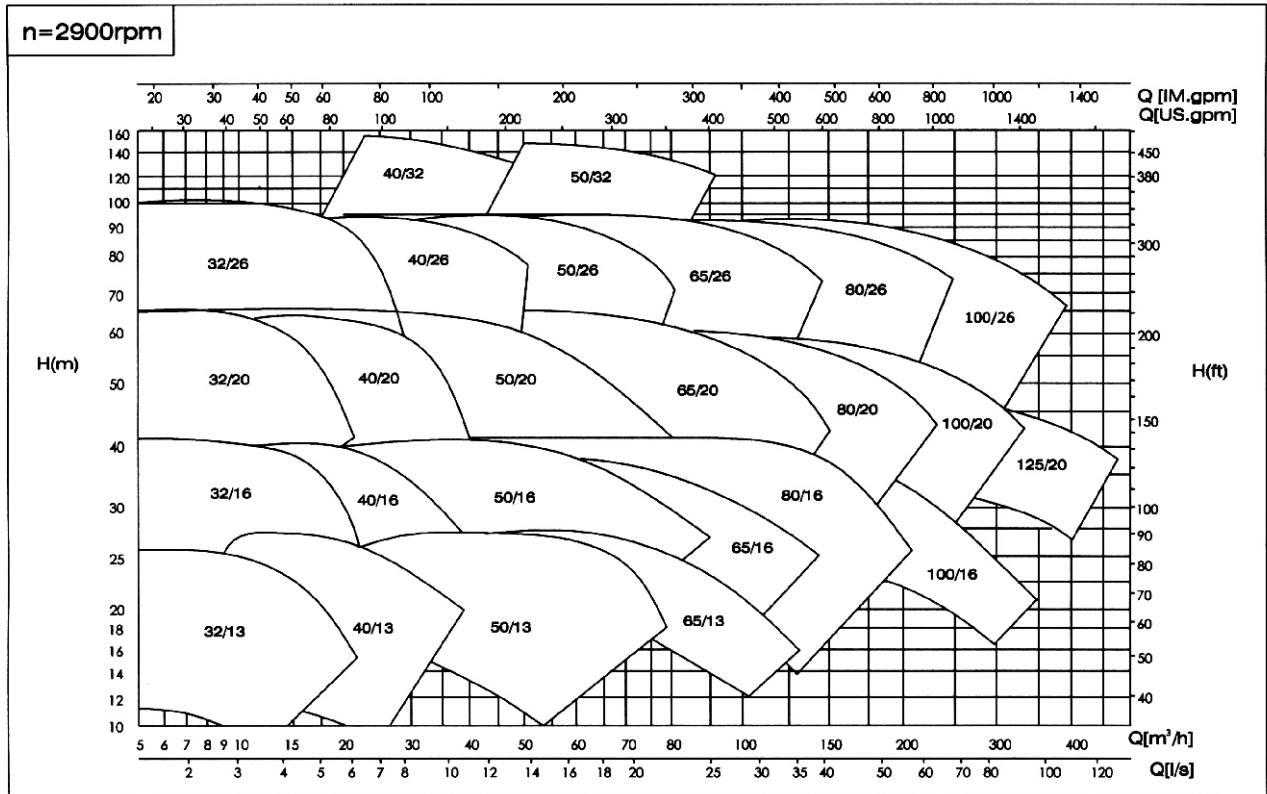 n=2900rpm
20 30 40 50 60 80 100 200 300 400 600 800 1000 1400 Q [IM.gpm]
30 40 50 60 80 100 200 300 400 500 600 800 1000 1400 Q[US.gpm]
160
140 450
120 40/32 50/32 380
100
90 300
80 32/26 40/26 50/26 65/26 80/26
70 100/26
60 200
H(m) H(ft)
50 32/20 40/20 50/20 65/20 80/20 100/20 150
40 125/20
32/16 40/16 50/16 80/16
30 100
90
25 65/16 100/16 80
70
20
18 32/13 40/13 50/13 65/13 60
16 50
14
12 40
10
5 6 7 8 9 10 15 20 30 40 50 60 70 80 100 150 200 300 400 Q[m³/h]
2 3 4 5 6 7 8 10 12 14 16 18 20 25 30 35 40 50 60 70 80 100 120 Q[l/s]